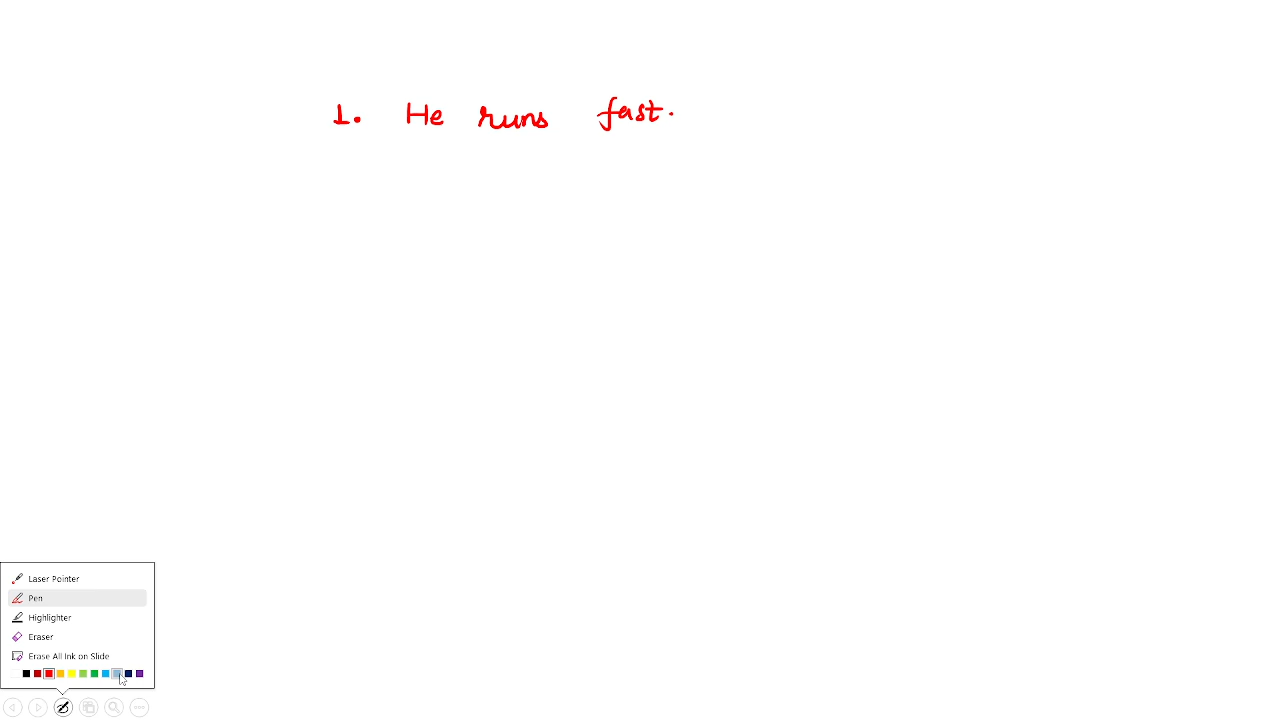 1. He runs fast.
Laser Pointer
Pen
Highlighter
Eraser
Erase All Ink on Slide